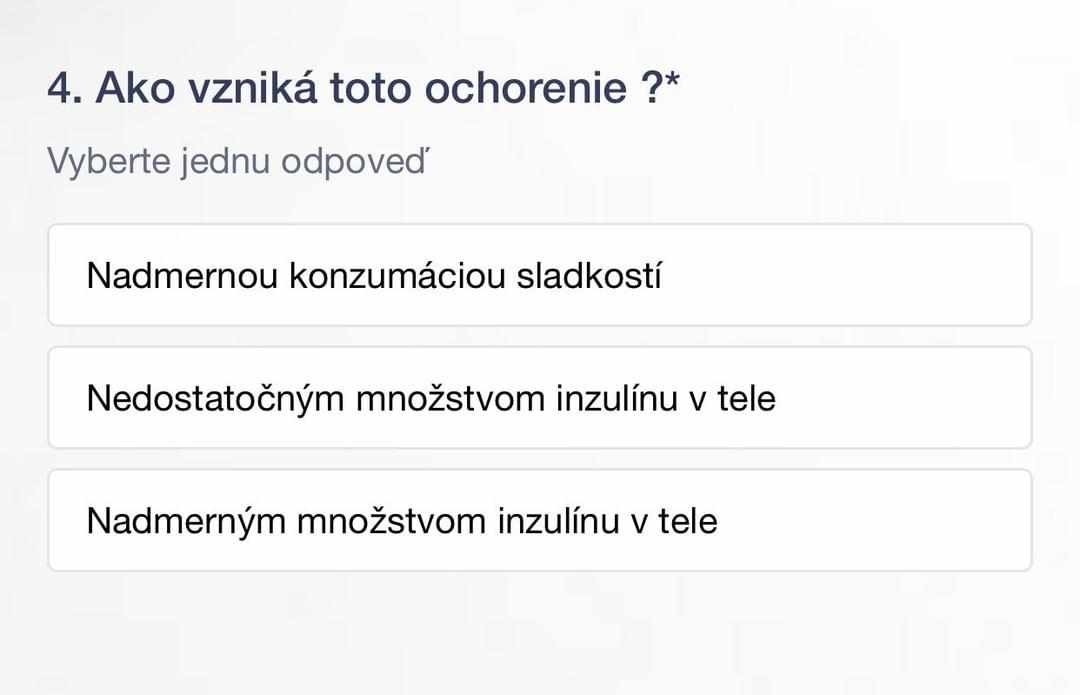 4. Ako vzniká toto ochorenie ?*
Vyberte jednu odpoveď
Nadmernou konzumáciou sladkostí
Nedostatočným množstvom inzulínu v tele
Nadmerným množstvom inzulínu v tele